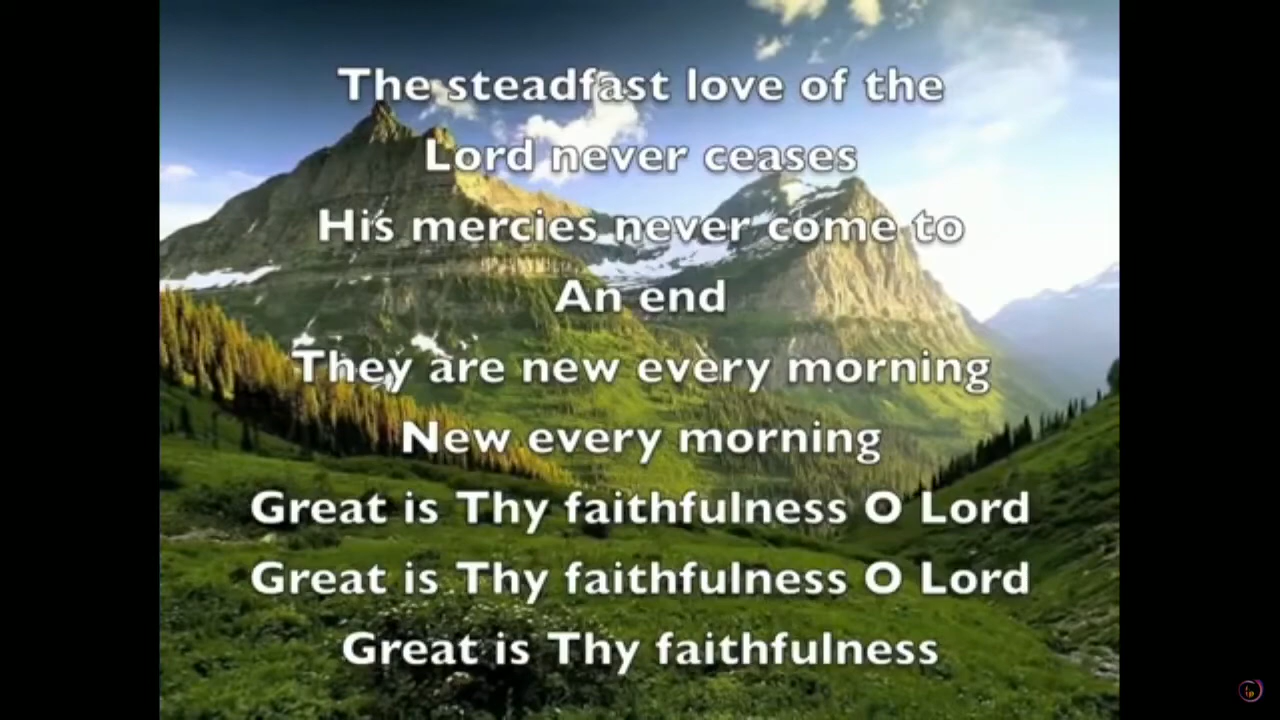 The steadfast love of the
Lord never ceases
His mercies never come to
An end
They are new every morning
New every morning
Great is Thy faithfulness O Lord
Great is Thy faithfulness O Lord
Great is Thy faithfulness